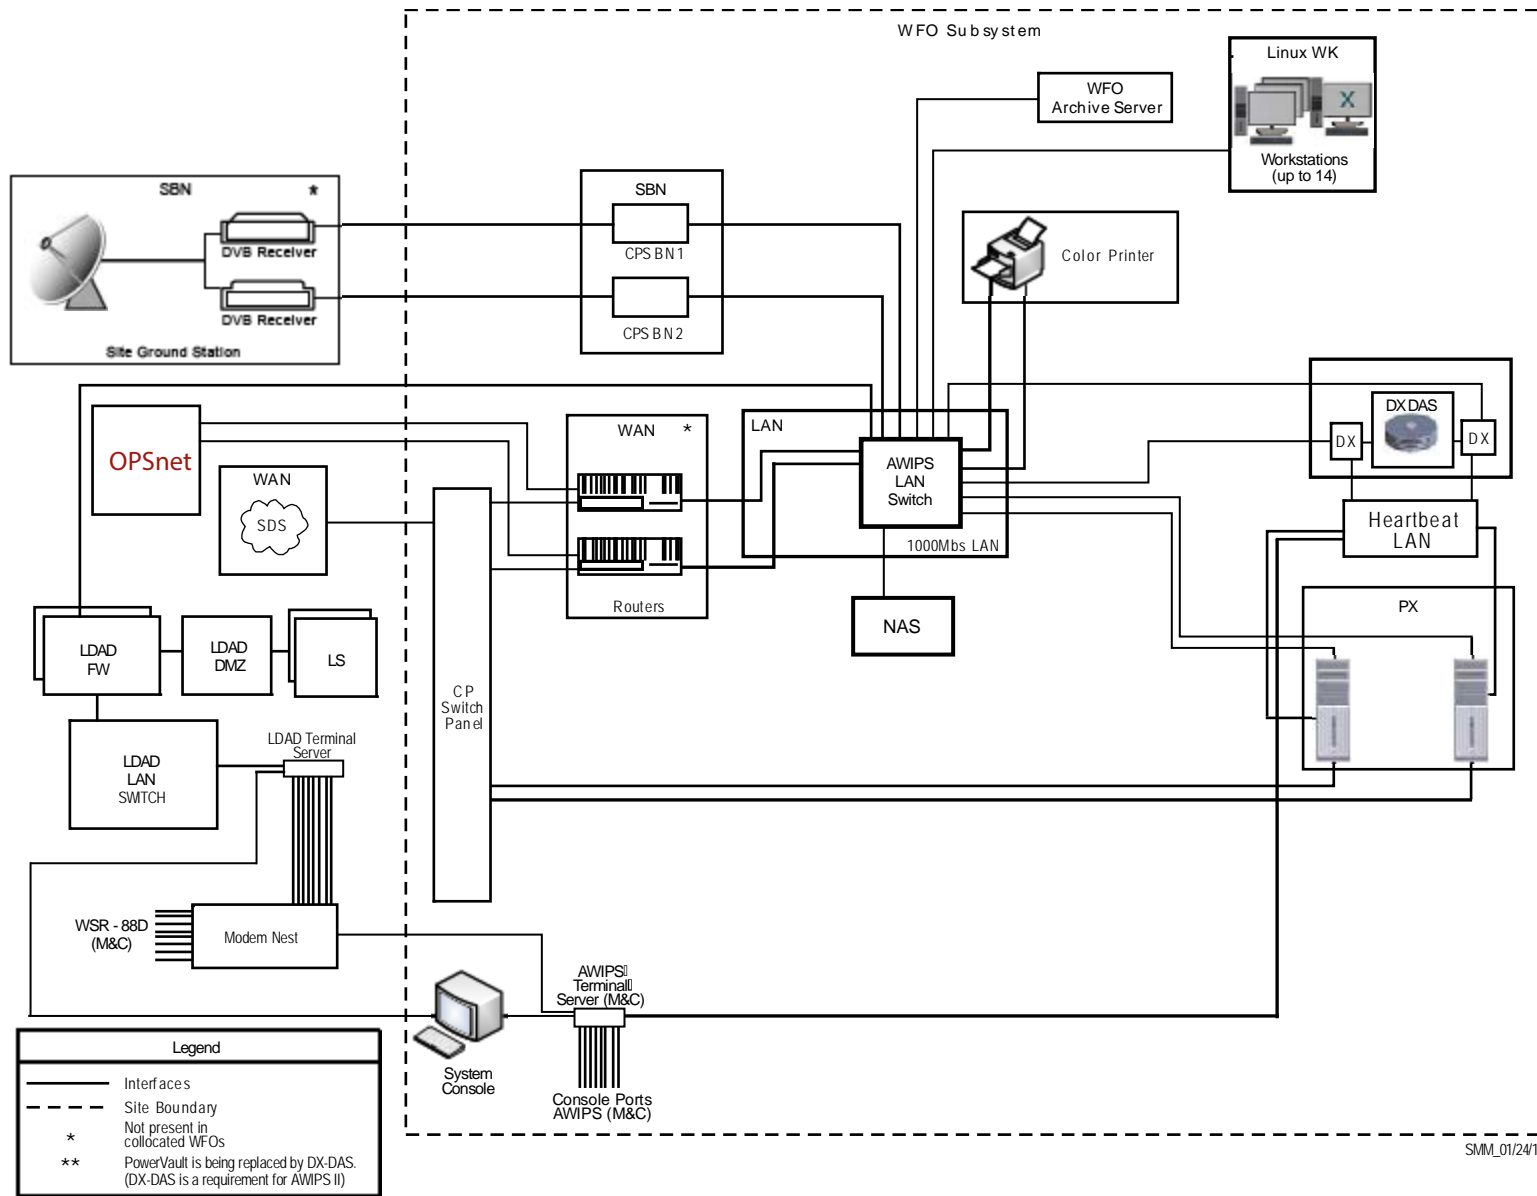 WFO Subsystem
Linux WK
X
Workstations
(up to 14)
WFO
Archive Server
SBN *
DVB Receiver
DVB Receiver
Site Ground Station
SBN
CPSBN1
CPSBN2
Color Printer
OPSnet
WAN
SDS
WAN *
Routers
LAN
AWIPS
LAN
Switch
1000Mbs LAN
NAS
DXDAS
DX
DX
Heartbeat
LAN
PX
LDAD
FW
LDAD
DMZ
LS
LDAD
LAN
SWITCH
LDAD Terminal
Server
CP
Switch
Panel
WSR - 88D
(M&C)
Modem Nest
AWIPS
Terminal
Server (M&C)
System
Console
Console Ports
AWIPS (M&C)
Legend
Interfaces
Site Boundary
* Not present in
collocated WFOs
** PowerVault is being replaced by DX-DAS.
(DX-DAS is a requirement for AWIPS II)
SMM_01/24/1